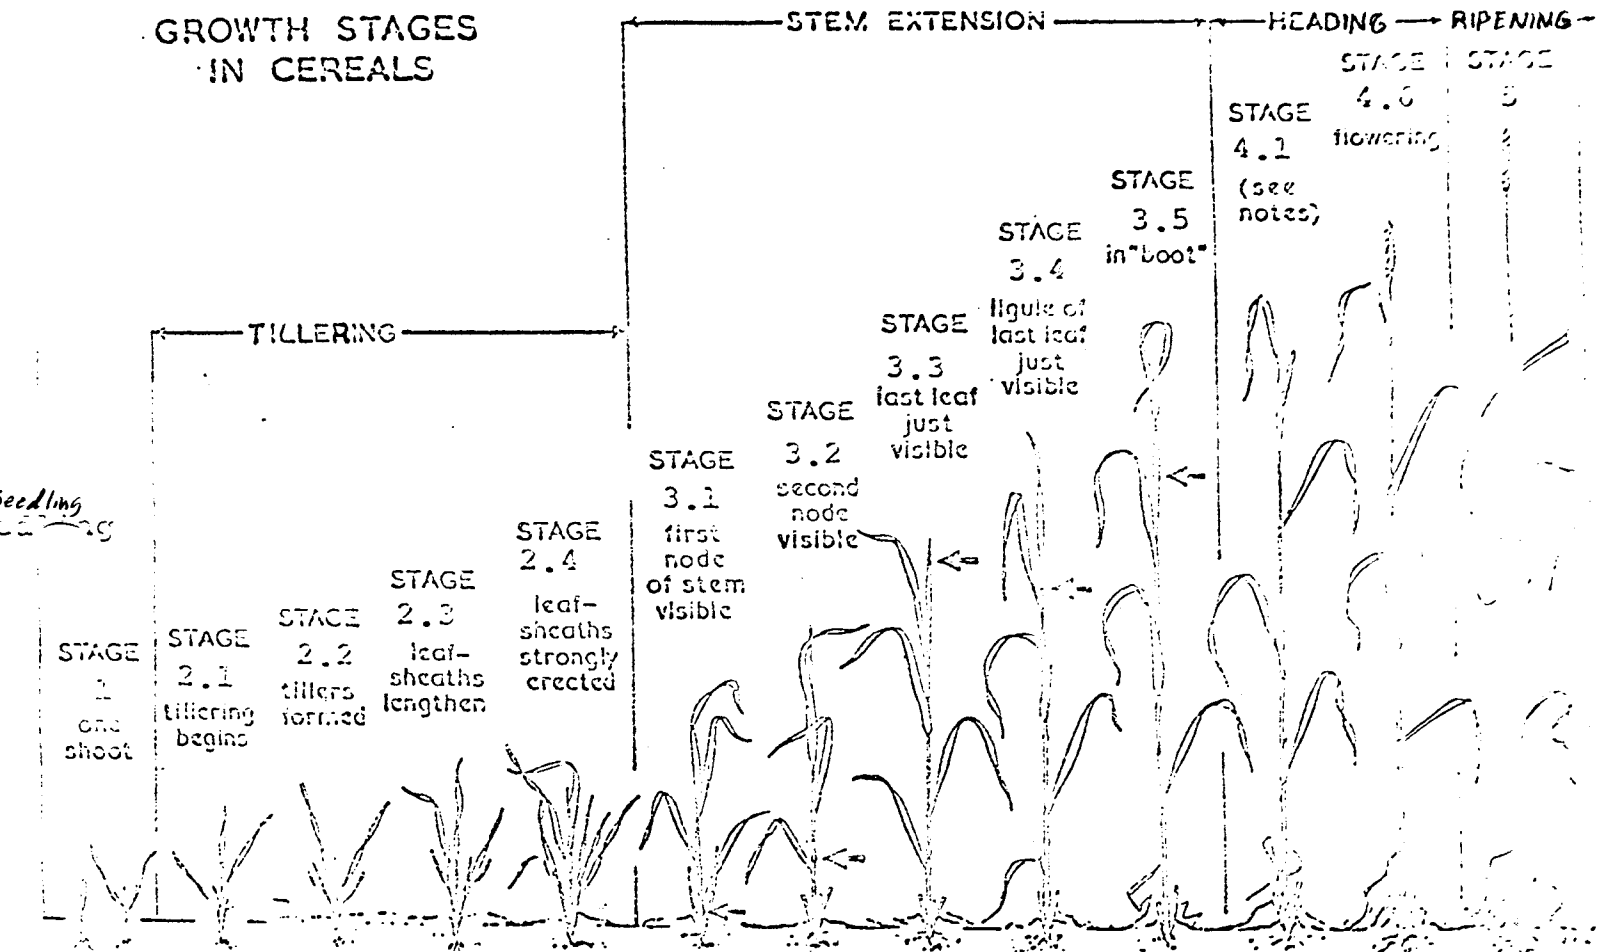 GROWTH STAGES
IN CEREALS
STEM EXTENSION
HEADING
RIPENING
TILLERING
Seedling
STAGE
1
one
shoot
STAGE
2.1
tillering
begins
STAGE
2.2
tillers
formed
STAGE
2.3
leaf-
sheaths
lengthen
STAGE
2.4
leaf-
sheaths
strongly
erected
STAGE
3.1
first
node
of stem
visible
STAGE
3.2
second
node
visible
STAGE
3.3
last leaf
just
visible
STAGE
3.4
ligule of
last leaf
just
visible
STAGE
3.5
in"boot"
STAGE
4.1
(see
notes)
STAGE
flowering
STAGE